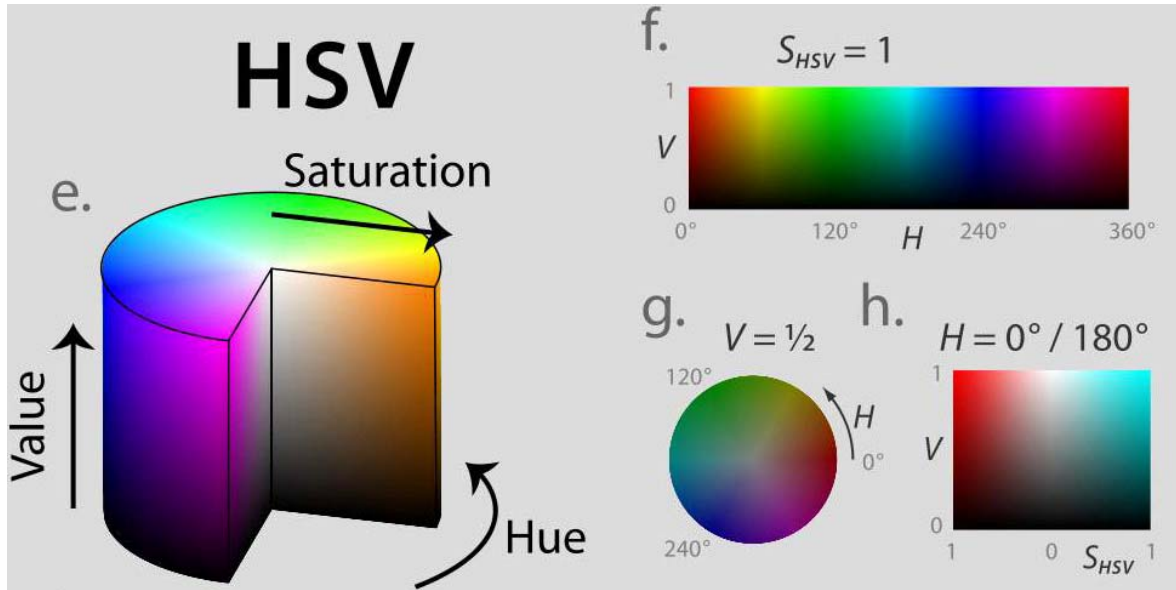 HSV
e.
Saturation
Value
Hue
f.
S_HSV = 1
1
V
0
0° 120° H 240° 360°
g.
V = ½
120°
H
0°
240°
h.
H = 0° / 180°
1
V
0
1 0 S_HSV 1